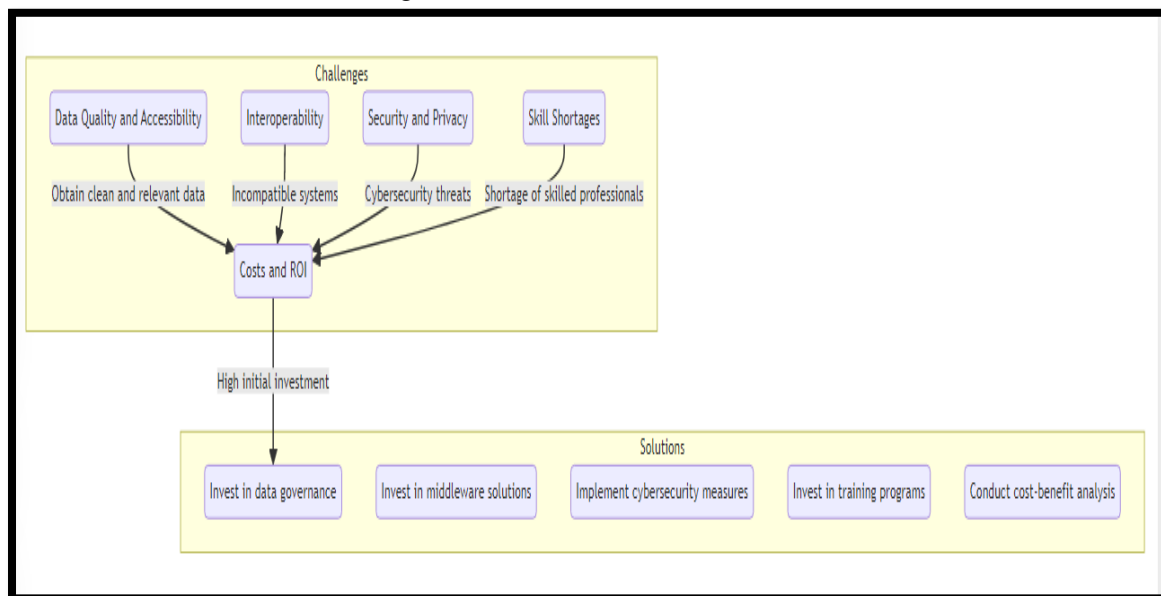 Challenges
Data Quality and Accessibility
Interoperability
Security and Privacy
Skill Shortages
Obtain clean and relevant data
Incompatible systems
Cybersecurity threats
Shortage of skilled professionals
Costs and ROI
High initial investment
Solutions
Invest in data governance
Invest in middleware solutions
Implement cybersecurity measures
Invest in training programs
Conduct cost-benefit analysis